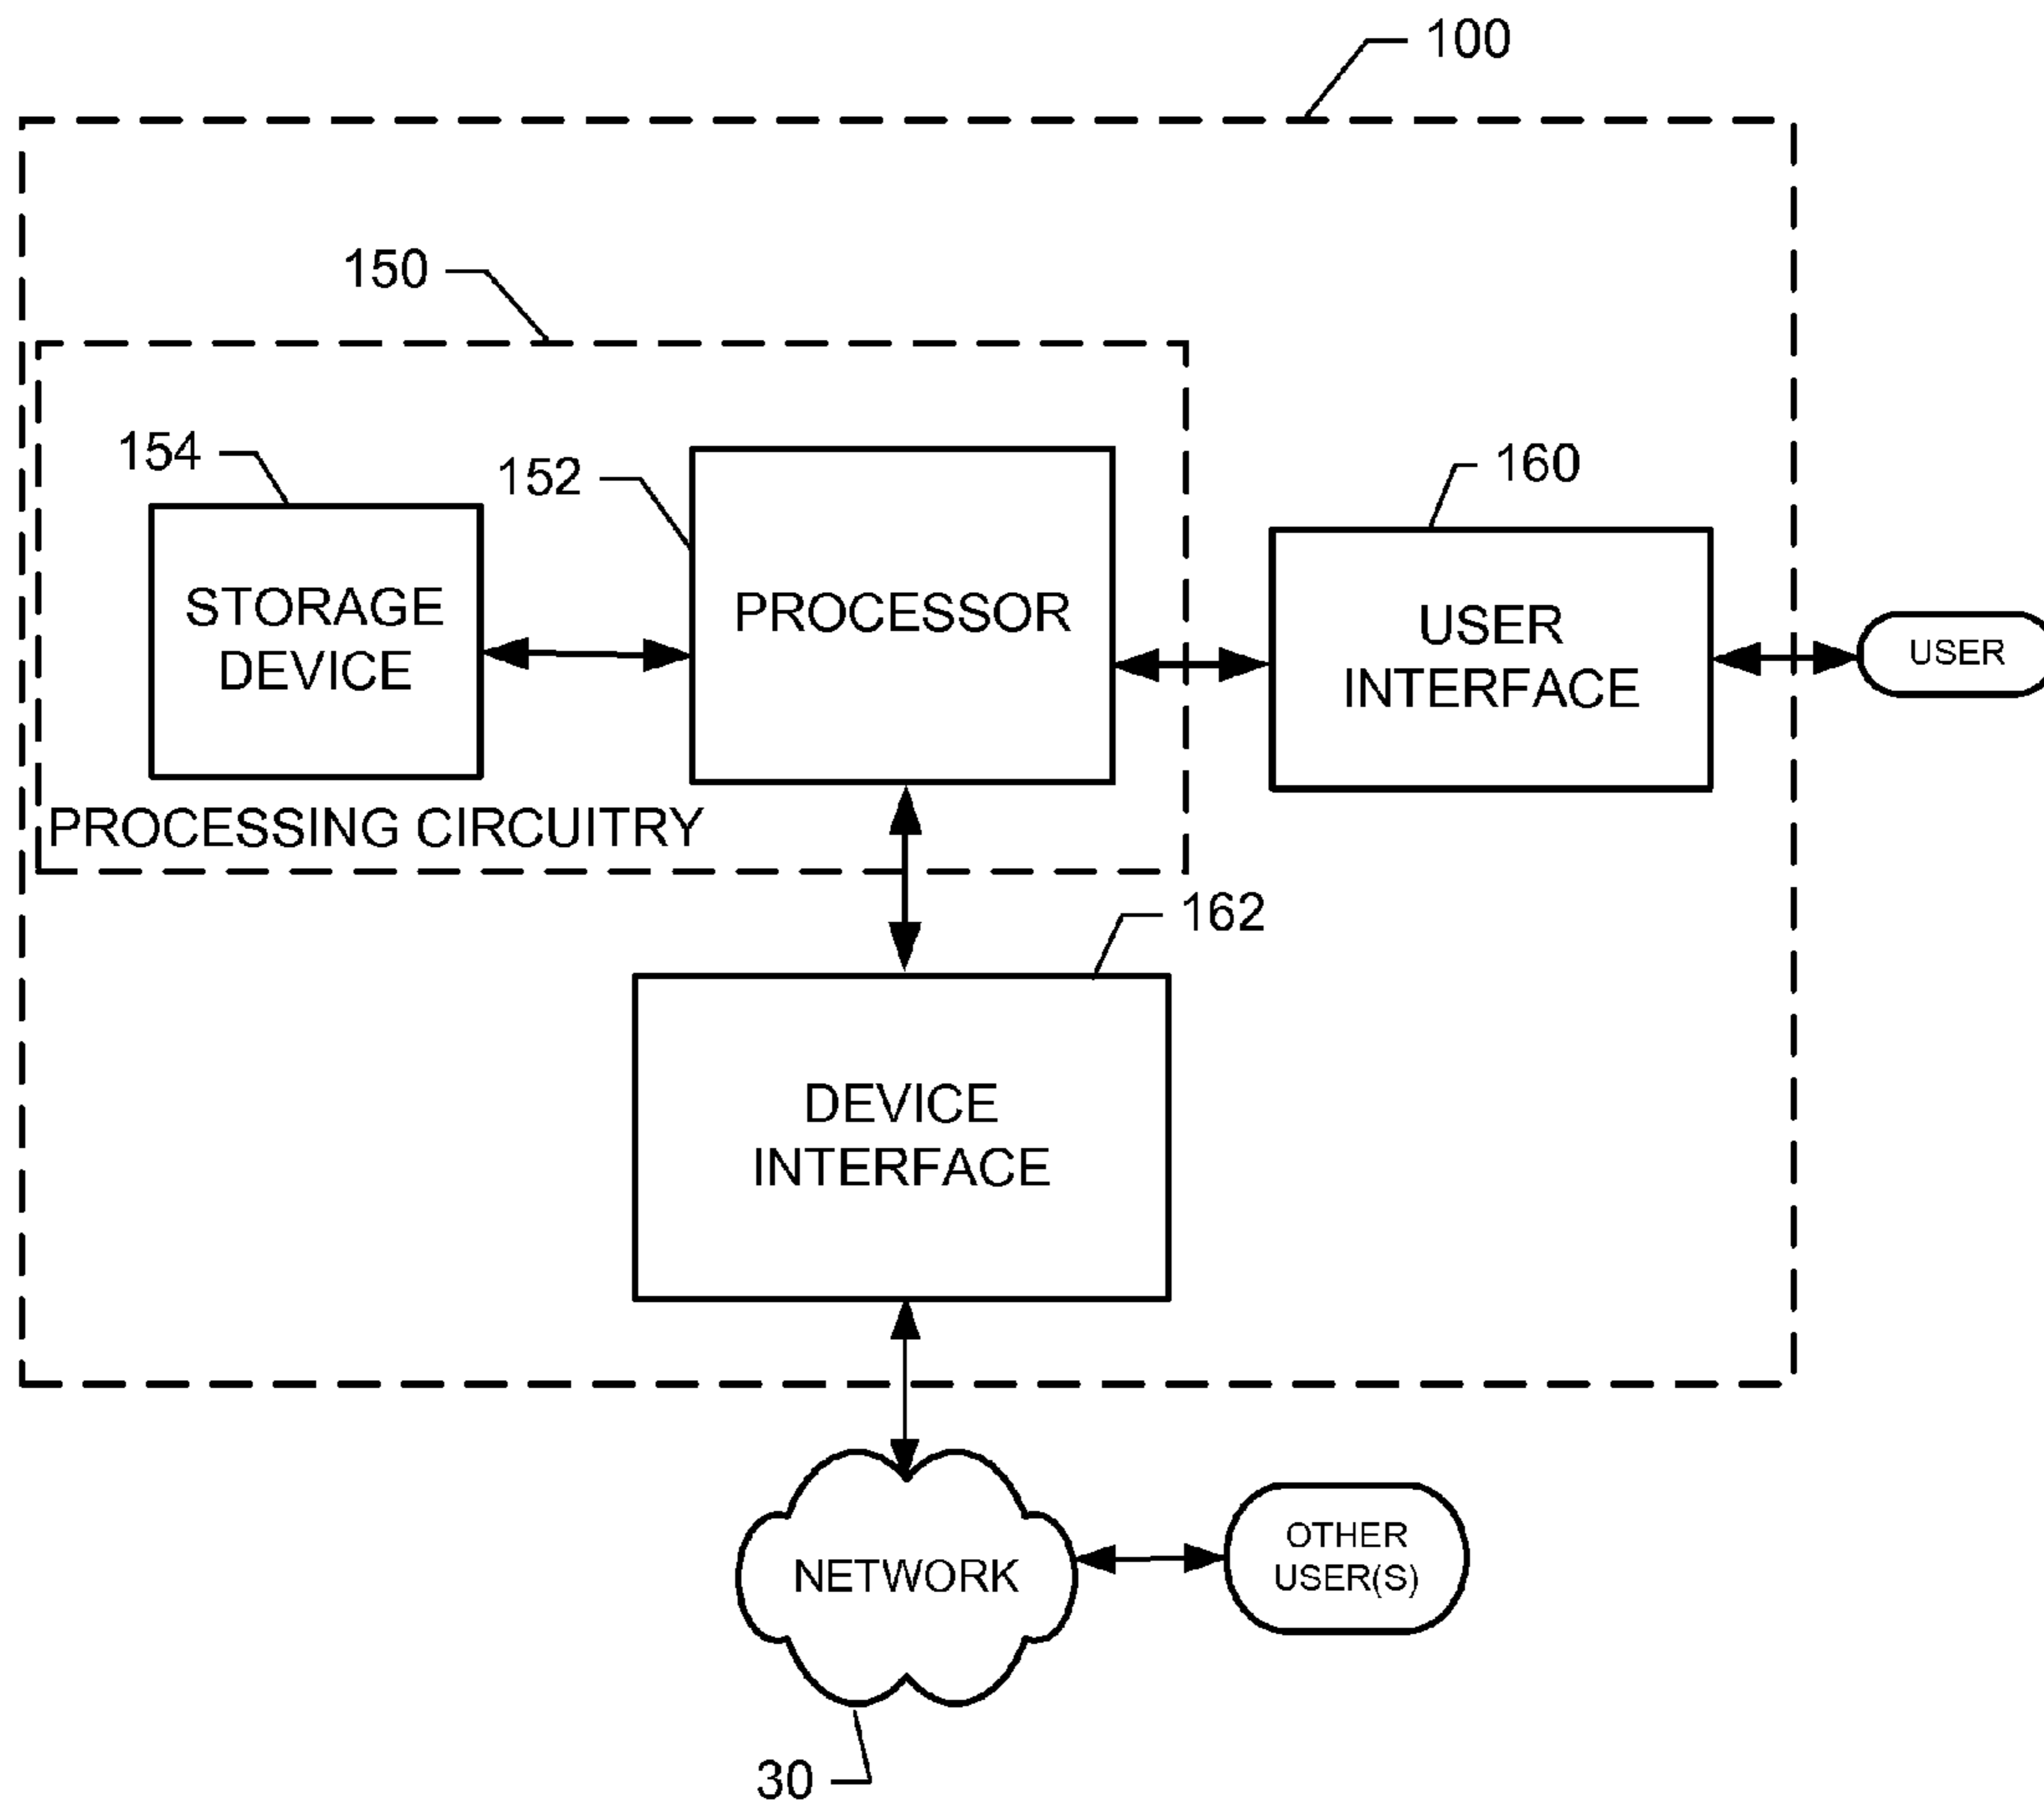 100
150
154
152
160
STORAGE
DEVICE
PROCESSOR
USER
INTERFACE
USER
PROCESSING CIRCUITRY
162
DEVICE
INTERFACE
NETWORK
OTHER
USER(S)
30